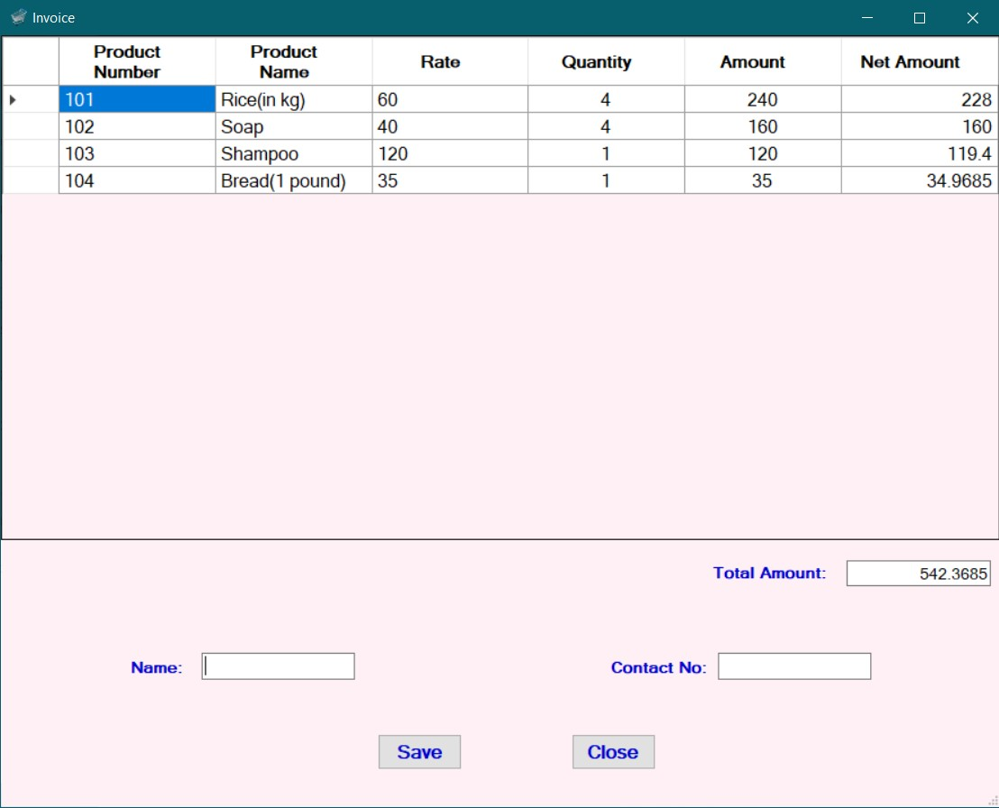 Invoice
Product Number Product Name Rate Quantity Amount Net Amount
101 Rice(in kg) 60 4 240 228
102 Soap 40 4 160 160
103 Shampoo 120 1 120 119.4
104 Bread(1 pound) 35 1 35 34.9685
Total Amount: 542.3685
Name: Contact No:
Save Close